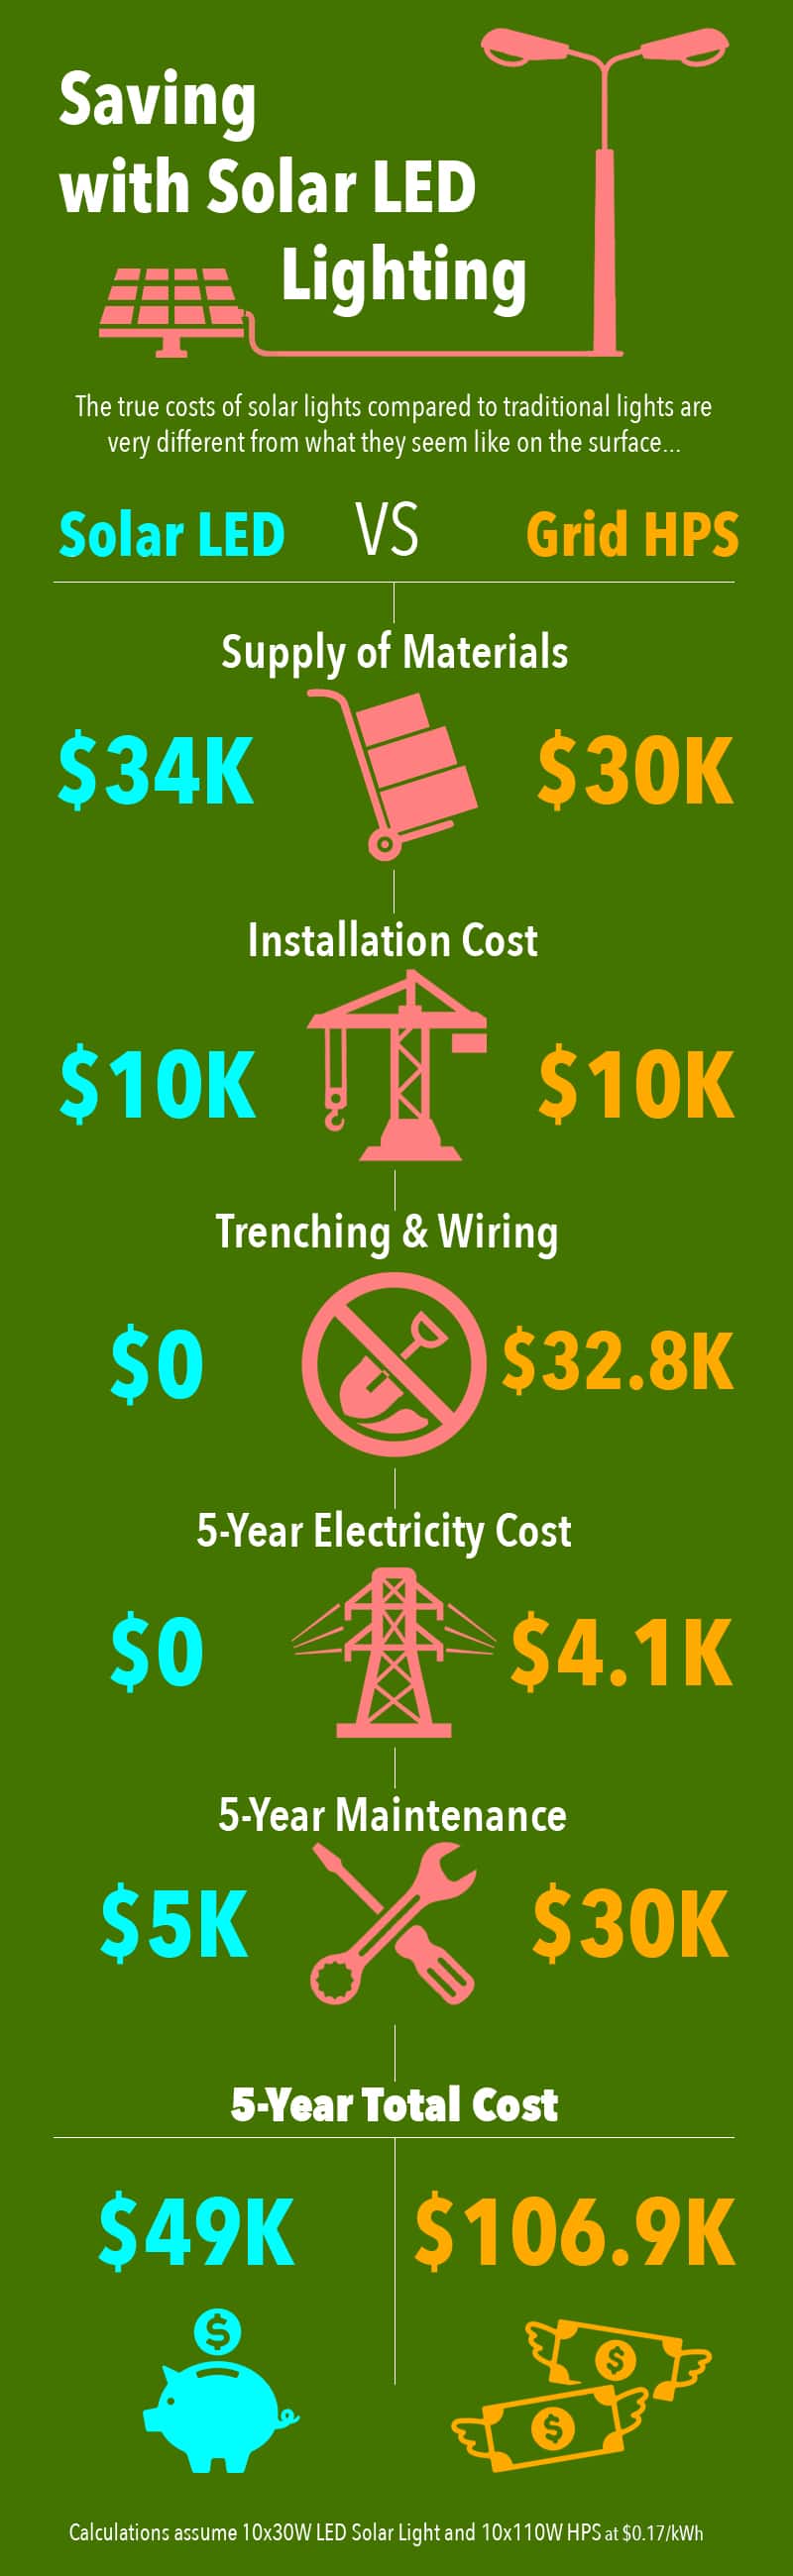 Saving
with Solar LED
Lighting
The true costs of solar lights compared to traditional lights are
very different from what they seem like on the surface...
Solar LED VS Grid HPS
Supply of Materials
$34K $30K
Installation Cost
$10K $10K
Trenching & Wiring
$0 $32.8K
5-Year Electricity Cost
$0 $4.1K
5-Year Maintenance
$5K $30K
5-Year Total Cost
$49K $106.9K
$ $
$
Calculations assume 10x30W LED Solar Light and 10x110W HPS at $0.17/kWh